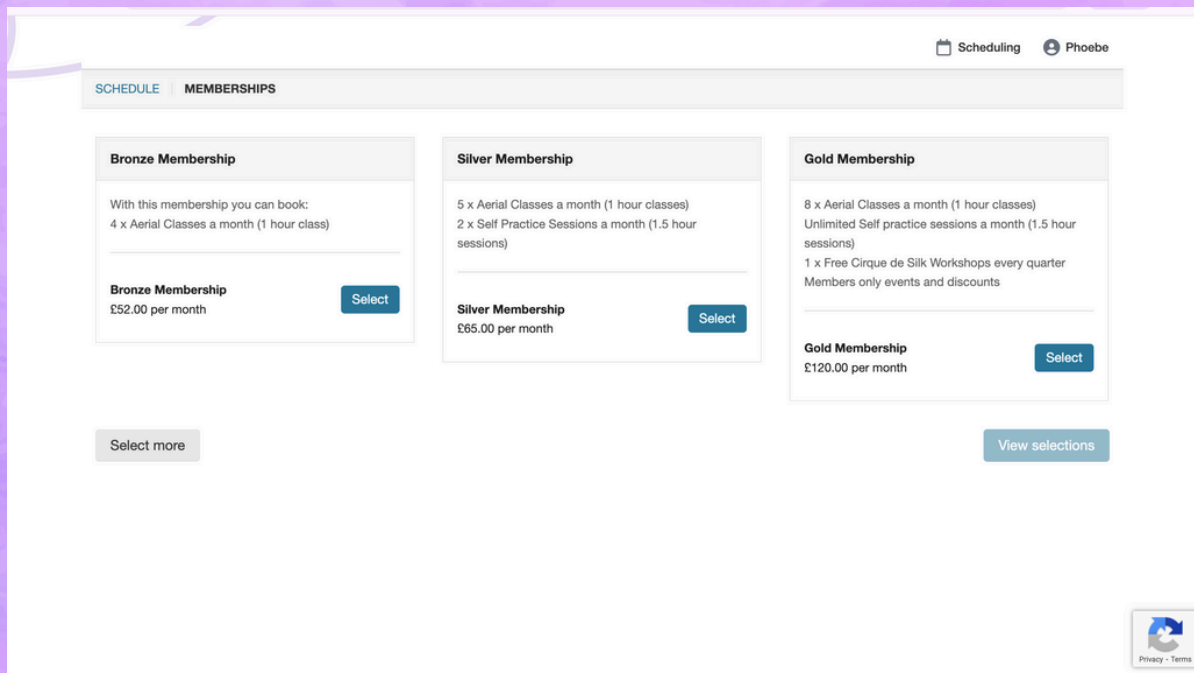 Scheduling
Phoebe
SCHEDULE
MEMBERSHIPS
Bronze Membership
With this membership you can book:
4 x Aerial Classes a month (1 hour class)
Bronze Membership
£52.00 per month
Select
Silver Membership
5 x Aerial Classes a month (1 hour classes)
2 x Self Practice Sessions a month (1.5 hour
sessions)
Silver Membership
£65.00 per month
Select
Gold Membership
8 x Aerial Classes a month (1 hour classes)
Unlimited Self practice sessions a month (1.5 hour
sessions)
1 x Free Cirque de Silk Workshops every quarter
Members only events and discounts
Gold Membership
£120.00 per month
Select
Select more
View selections
Privacy - Terms